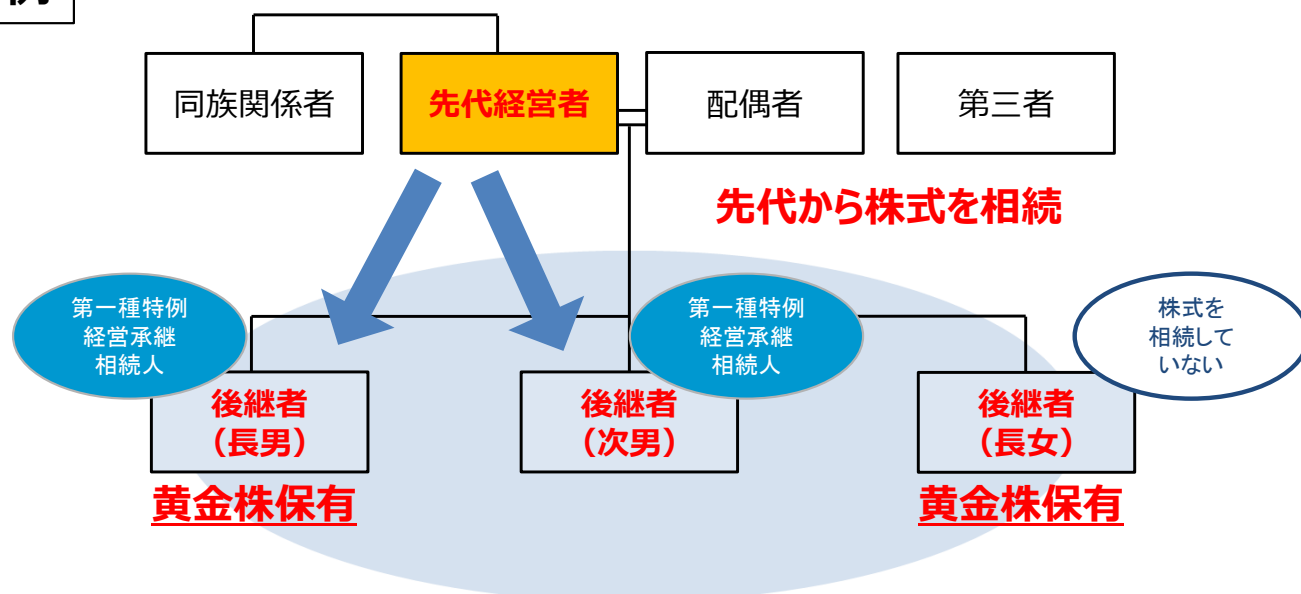 例
同族関係者
先代経営者
配偶者
第三者
先代から株式を相続
第一種特例
経営承継
相続人
第一種特例
経営承継
相続人
株式を
相続して
いない
後継者
（長男）
後継者
（次男）
後継者
（長女）
黄金株保有
黄金株保有